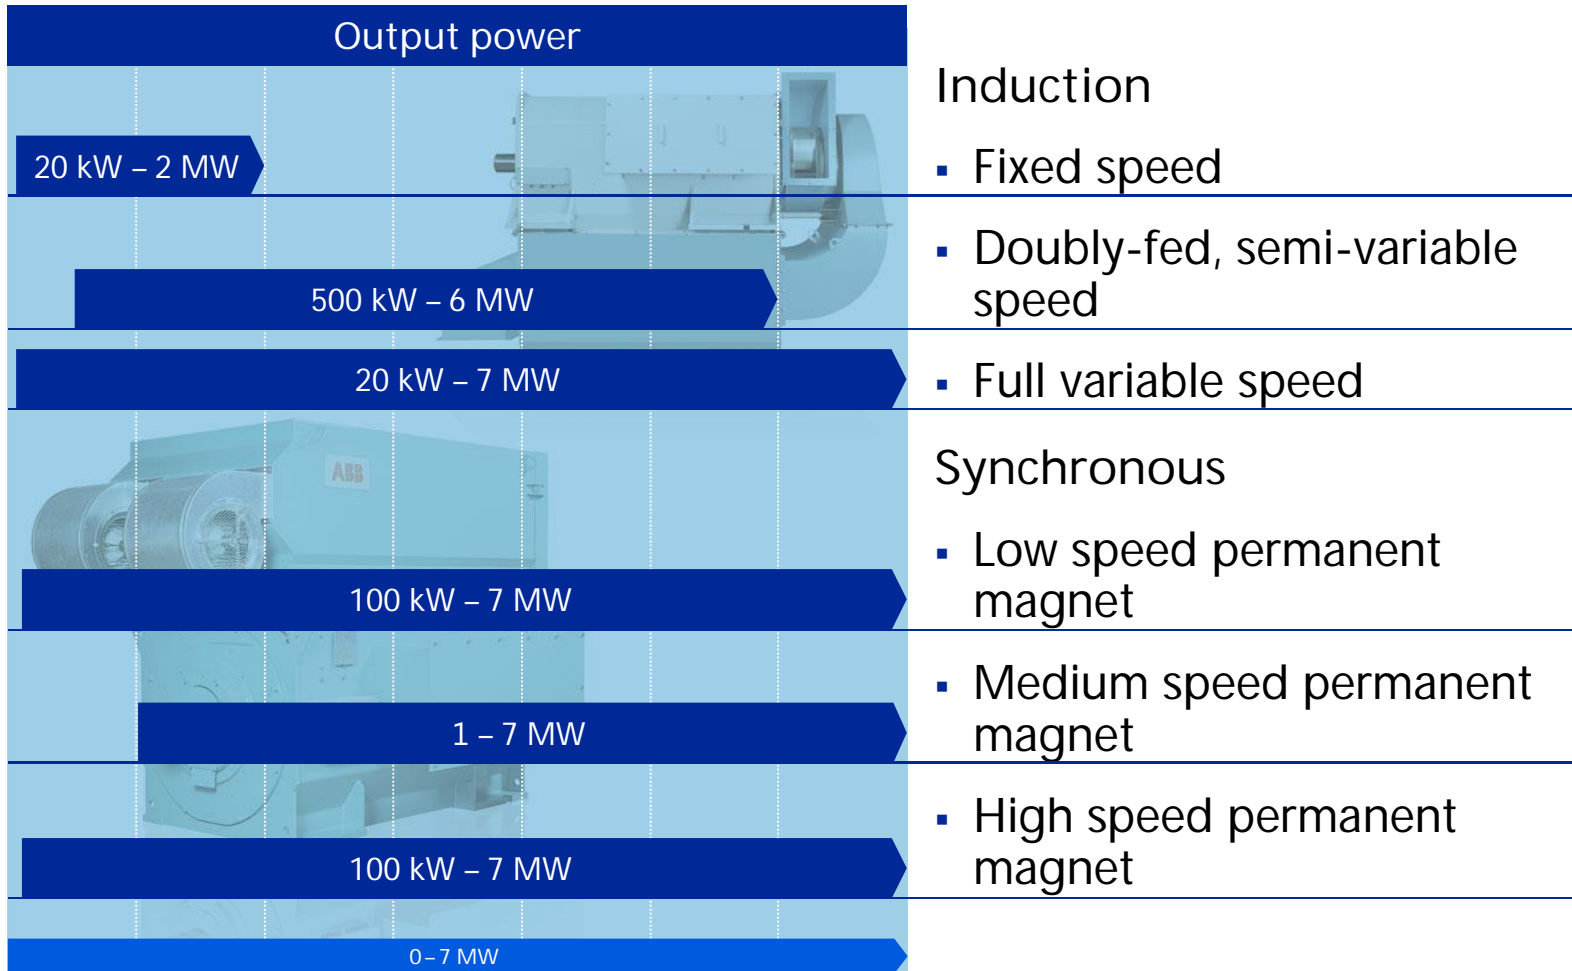 Output power
Induction
20 kW – 2 MW
▪ Fixed speed
500 kW – 6 MW
▪ Doubly-fed, semi-variable
speed
20 kW – 7 MW
▪ Full variable speed
ABB
Synchronous
100 kW – 7 MW
▪ Low speed permanent
magnet
1 – 7 MW
▪ Medium speed permanent
magnet
100 kW – 7 MW
▪ High speed permanent
magnet
0 – 7 MW